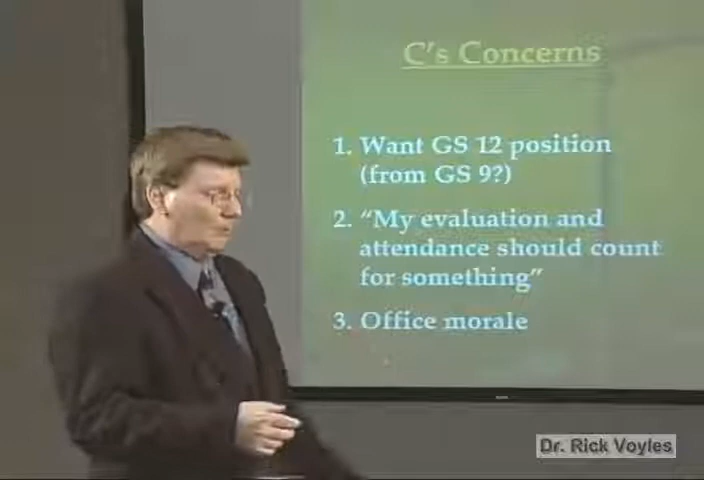 C's Concerns
1. Want GS 12 position
(from GS 9?)
2. "My evaluation and
attendance should count
for something"
3. Office morale
Dr. Rick Voyles